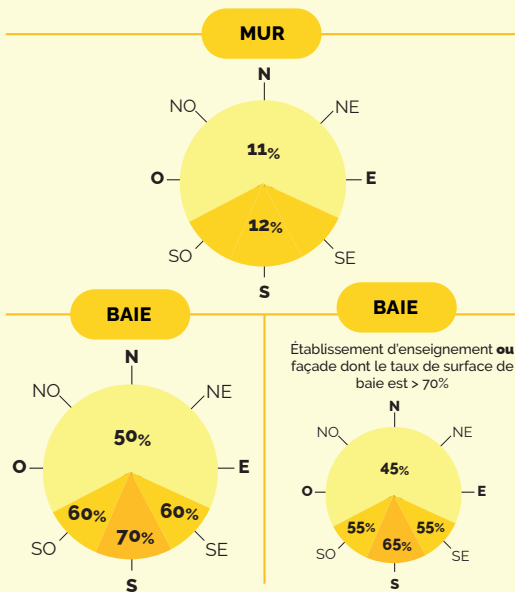 MUR
N
NO
NE
11%
O
E
12%
SO
SE
S
BAIE
N
NO
NE
50%
O
E
60%
60%
70%
SO
SE
S
BAIE
Établissement d'enseignement ou
façade dont le taux de surface de
baie est > 70%
N
NO
NE
45%
O
E
55%
55%
65%
SO
SE
S